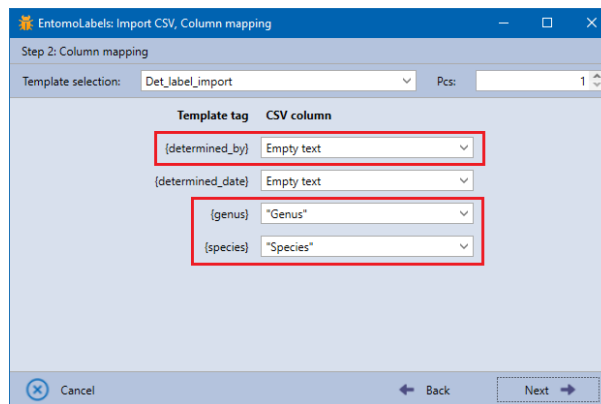 EntomoLabels: Import CSV, Column mapping
Step 2: Column mapping
Template selection: Det_label_import Pcs: 1
Template tag CSV column
{determined_by} Empty text
{determined_date} Empty text
{genus} "Genus"
{species} "Species"
Cancel Back Next